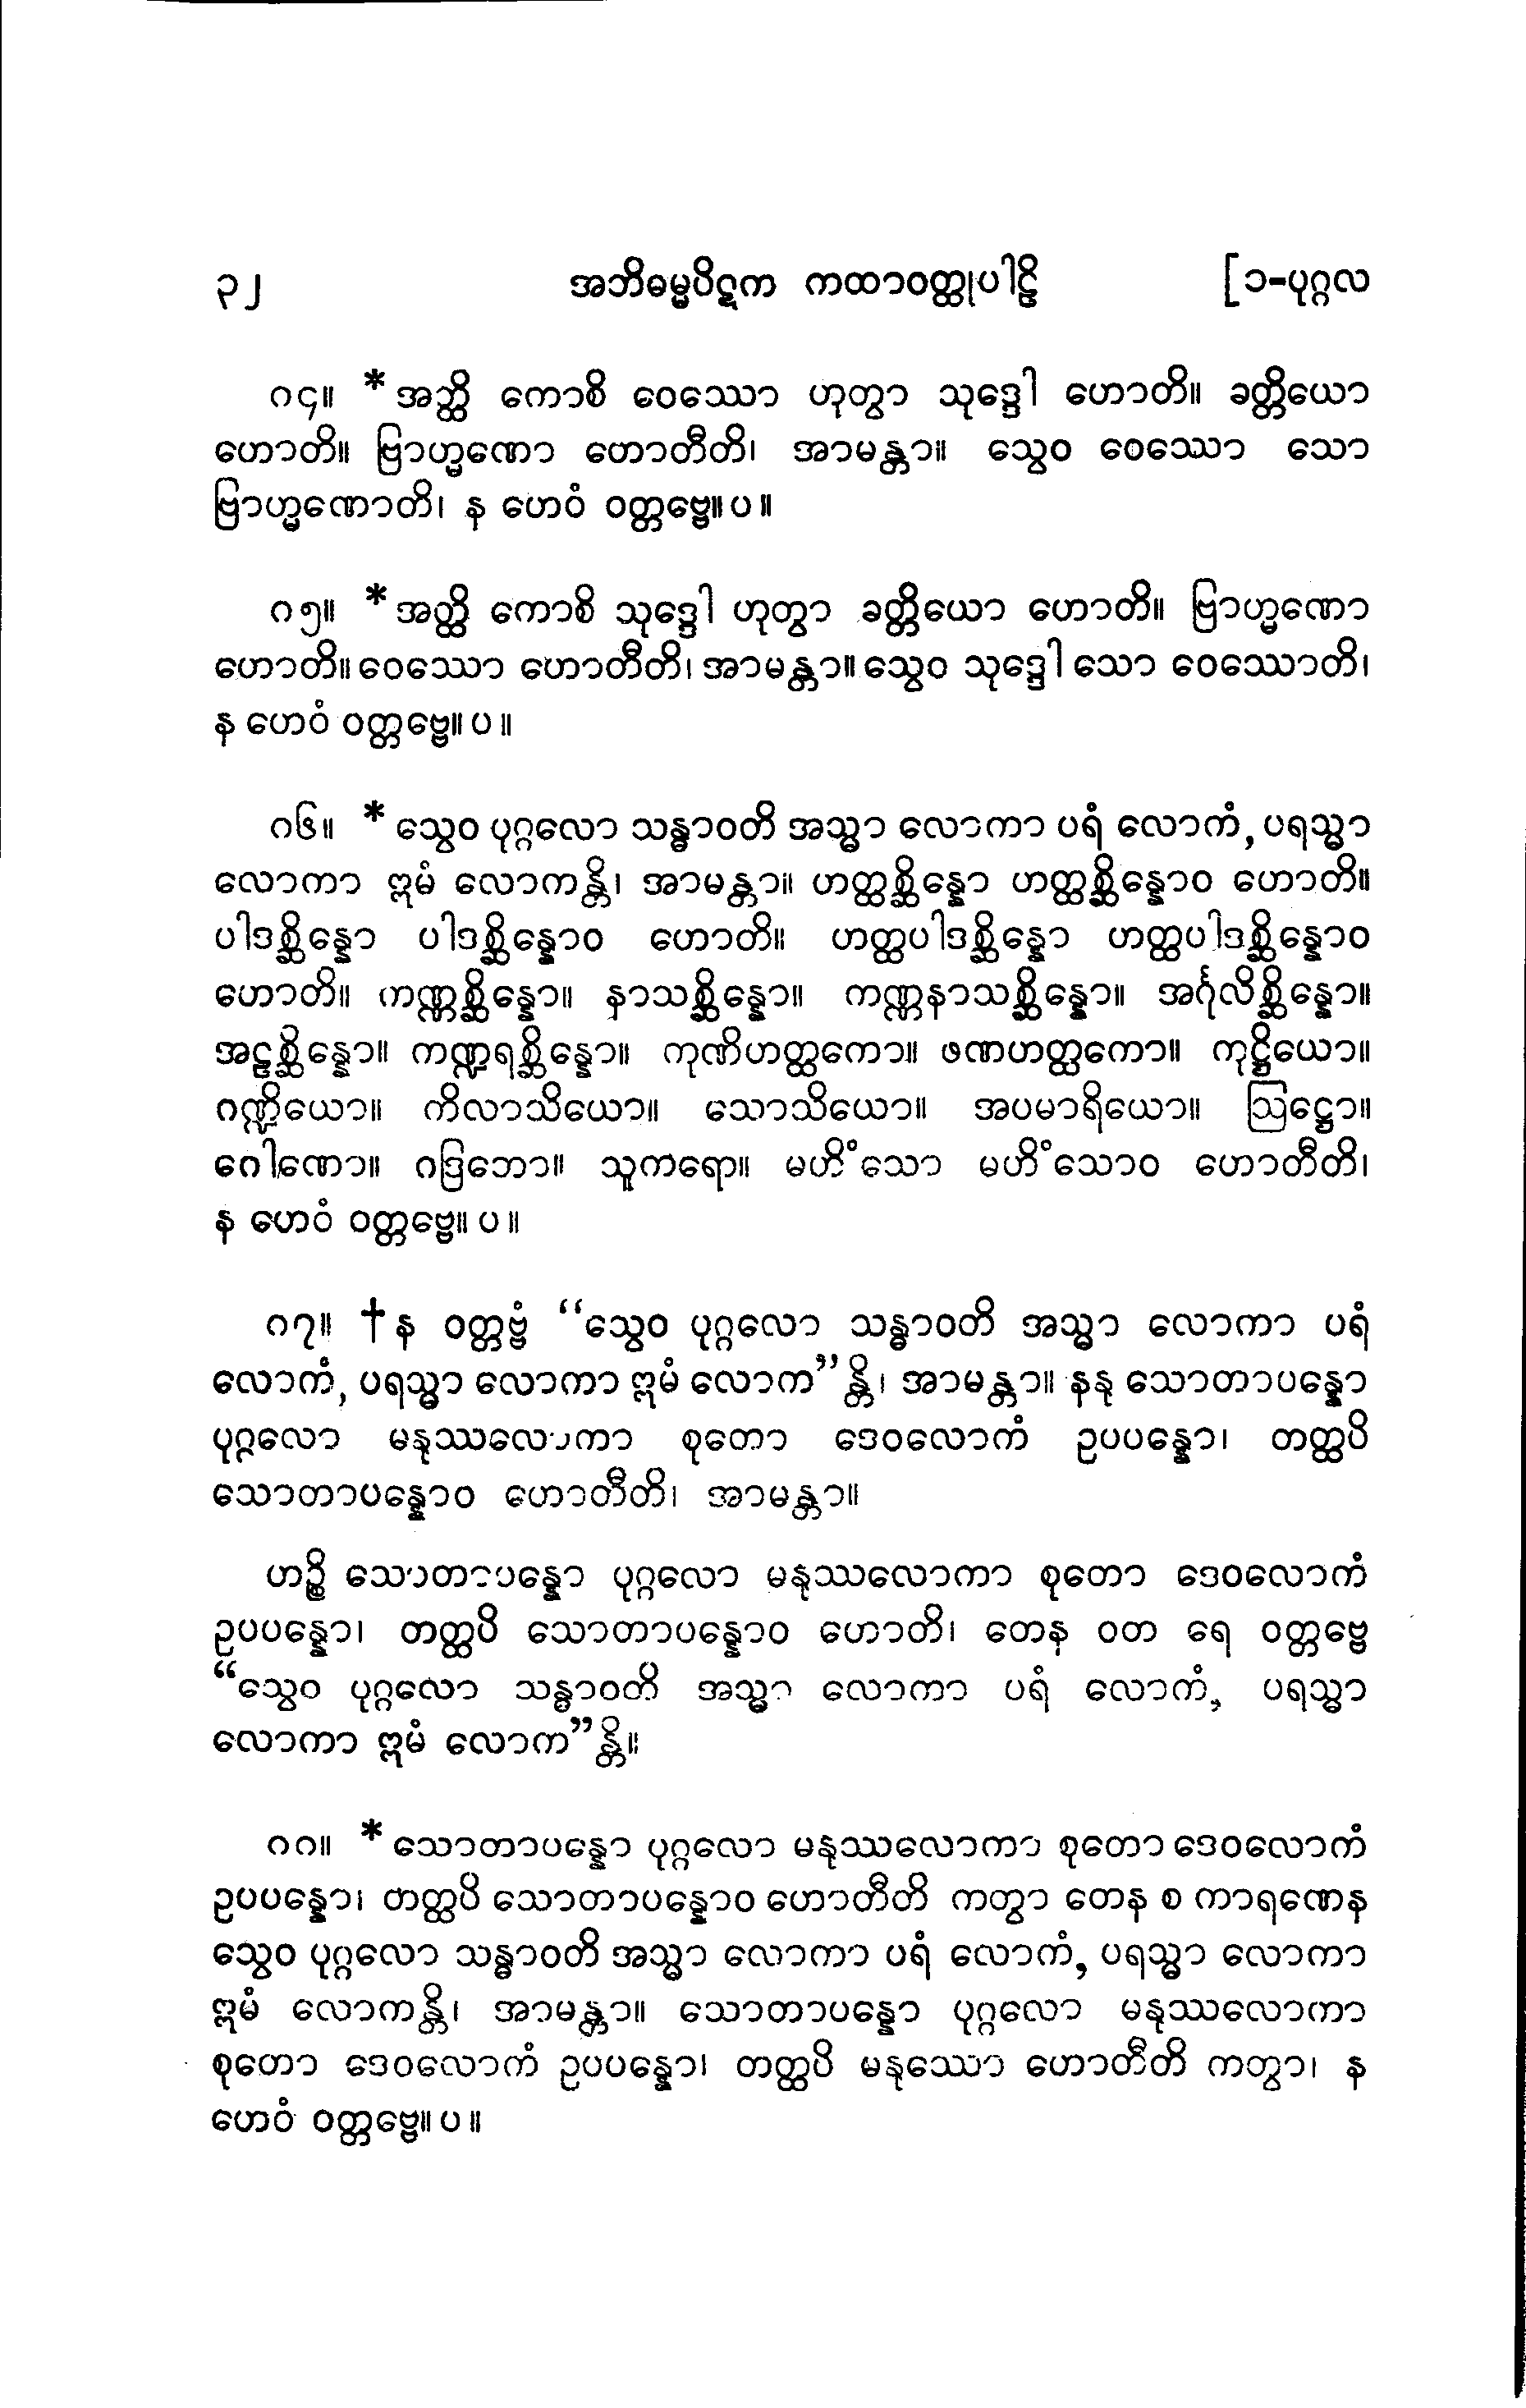 ၃၂ အဘိဓမ္မပိဋက ကထာဝတ္ထုပါဠိ [၁-ပုဂ္ဂလ
၈၄။ *အတ္ထိ ကောစိ ဝေဿော ဟုတွာ သုဒ္ဒေါ ဟောတိ။ ခတ္တိယော
ဟောတိ။ ဗြာဟ္မဏော ဟောတီတိ၊ အာမန္တာ။ သွေဝ ဝေဿော သော
ဗြာဟ္မဏောတိ၊ န ဟေဝံ ဝတ္တဗ္ဗေ။ ပ ။
၈၅။ *အတ္ထိ ကောစိ သုဒ္ဒေါ ဟုတွာ ခတ္တိယော ဟောတိ။ ဗြာဟ္မဏော
ဟောတိ။ ဝေဿော ဟောတီတိ၊ အာမန္တာ။ သွေဝ သုဒ္ဒေါ သော ဝေဿောတိ၊
န ဟေဝံ ဝတ္တဗ္ဗေ။ ပ ။
၈၆။ *သွေဝ ပုဂ္ဂလော သန္ဓာဝတိ အသ္မာ လောကာ ပရံ လောကံ, ပရသ္မာ
လောကာ ဣမံ လောကန္တိ၊ အာမန္တာ။ ဟတ္ထစ္ဆိန္နော ဟတ္ထစ္ဆိန္နောဝ ဟောတိ။
ပါဒစ္ဆိန္နော ပါဒစ္ဆိန္နောဝ ဟောတိ။ ဟတ္ထပါဒစ္ဆိန္နော ဟတ္ထပါဒစ္ဆိန္နောဝ
ဟောတိ။ ကဏ္ဏစ္ဆိန္နော။ နာသစ္ဆိန္နော။ ကဏ္ဏနာသစ္ဆိန္နော။ အင်္ဂုလိစ္ဆိန္နော။
အဠစ္ဆိန္နော။ ကဏ္ဍရစ္ဆိန္နော။ ကုဏိဟတ္ထကော။ ဖဏဟတ္ထကော။ ကုဋ္ဌိယော။
ဂဏ္ဍိယော။ ကိလာသိယော။ သောသိယော။ အပမာရိယော။ ဩဋ္ဌော။
ဂေါဏော။ ဂဒြဘော။ သူကရော။ မဟိံသော မဟိံသောဝ ဟောတီတိ၊
န ဟေဝံ ဝတ္တဗ္ဗေ။ ပ ။
၈၇။ †န ဝတ္တဗ္ဗံ “သွေဝ ပုဂ္ဂလော သန္ဓာဝတိ အသ္မာ လောကာ ပရံ
လောကံ, ပရသ္မာ လောကာ ဣမံ လောက”န္တိ၊ အာမန္တာ။ နနု သောတာပန္နော
ပုဂ္ဂလော မနုဿလောကာ စုတော ဒေဝလောကံ ဥပပန္နော၊ တတ္ထပိ
သောတာပန္နောဝ ဟောတီတိ၊ အာမန္တာ။
ဟဉ္စိ သောတာပန္နော ပုဂ္ဂလော မနုဿလောကာ စုတော ဒေဝလောကံ
ဥပပန္နော၊ တတ္ထပိ သောတာပန္နောဝ ဟောတိ၊ တေန ဝတ ရေ ဝတ္တဗ္ဗေ
“သွေဝ ပုဂ္ဂလော သန္ဓာဝတိ အသ္မာ လောကာ ပရံ လောကံ, ပရသ္မာ
လောကာ ဣမံ လောက”န္တိ။
၈၈။ *သောတာပန္နော ပုဂ္ဂလော မနုဿလောကာ စုတော ဒေဝလောကံ
ဥပပန္နော၊ တတ္ထပိ သောတာပန္နောဝ ဟောတီတိ ကတွာ တေန စ ကာရဏေန
သွေဝ ပုဂ္ဂလော သန္ဓာဝတိ အသ္မာ လောကာ ပရံ လောကံ, ပရသ္မာ လောကာ
ဣမံ လောကန္တိ၊ အာမန္တာ။ သောတာပန္နော ပုဂ္ဂလော မနုဿလောကာ
စုတော ဒေဝလောကံ ဥပပန္နော၊ တတ္ထပိ မနုဿော ဟောတီတိ ကတွာ၊ န
ဟေဝံ ဝတ္တဗ္ဗေ။ ပ ။